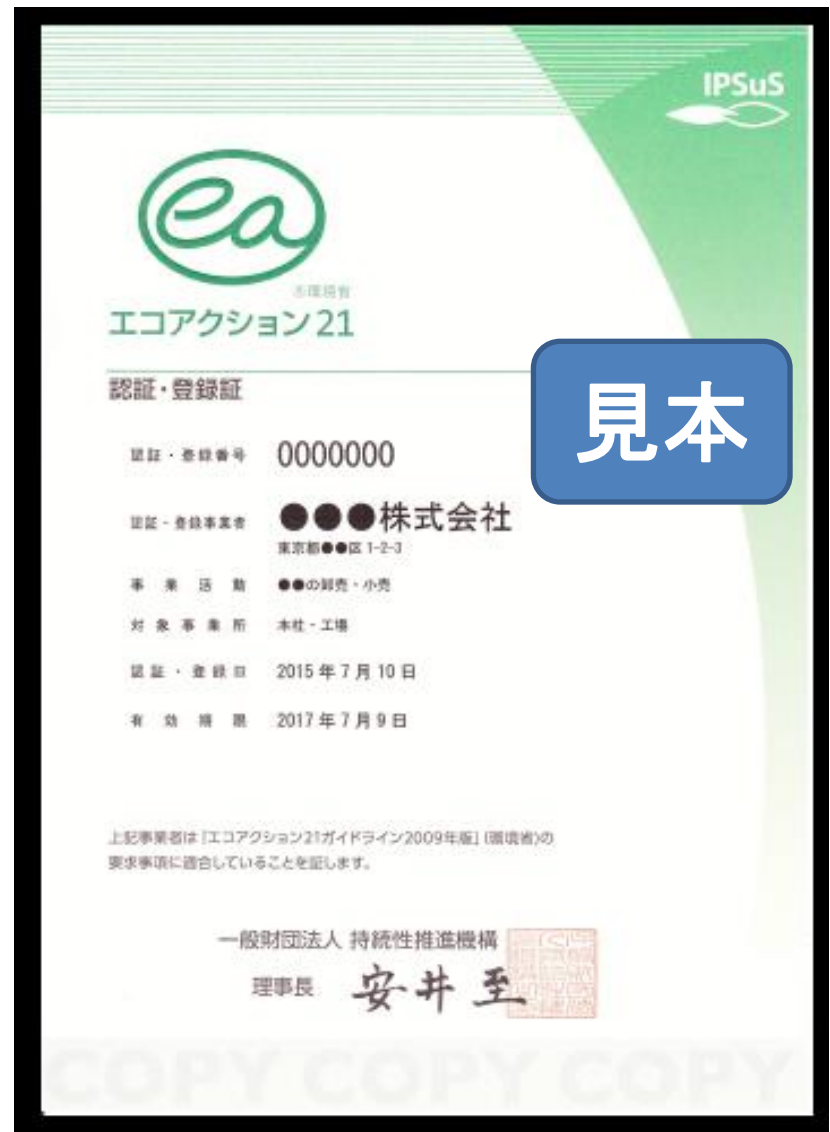 IPSuS
ea
®環境省
エコアクション21
見本
認証・登録証
認証・登録番号 0000000
認証・登録事業者 ●●●株式会社
東京都●●区 1-2-3
事業活動 ●●の卸売・小売
対象事業所 本社・工場
認証・登録日 2015年7月10日
有効期限 2017年7月9日
上記事業者は「エコアクション21ガイドライン2009年版」(環境省)の
要求事項に適合していることを証します。
一般財団法人 持続性推進機構
理事長 安井 至
COPY COPY COPY